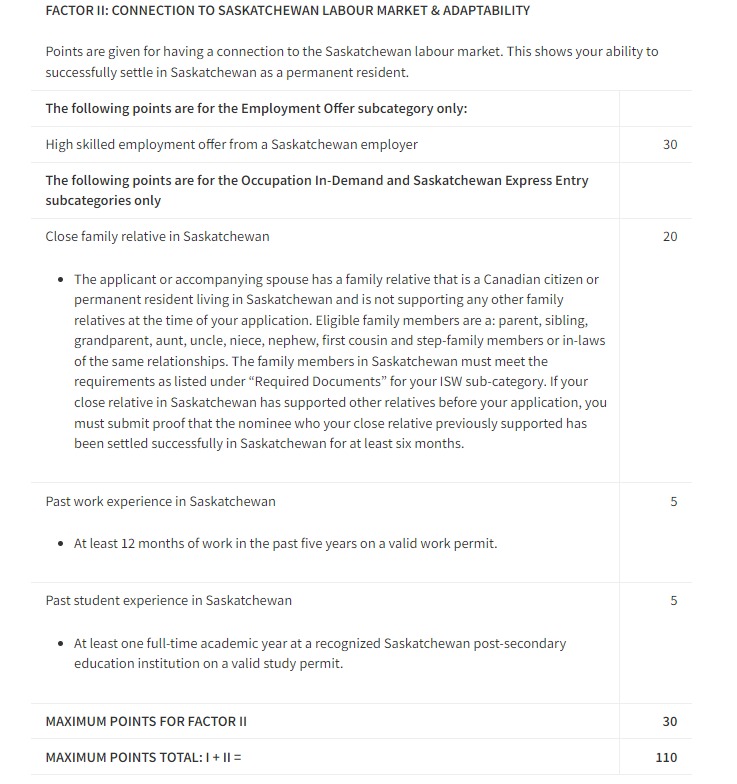 FACTOR II: CONNECTION TO SASKATCHEWAN LABOUR MARKET & ADAPTABILITY
Points are given for having a connection to the Saskatchewan labour market. This shows your ability to
successfully settle in Saskatchewan as a permanent resident.
The following points are for the Employment Offer subcategory only:
High skilled employment offer from a Saskatchewan employer 30
The following points are for the Occupation In-Demand and Saskatchewan Express Entry
subcategories only
Close family relative in Saskatchewan 20
• The applicant or accompanying spouse has a family relative that is a Canadian citizen or
permanent resident living in Saskatchewan and is not supporting any other family
relatives at the time of your application. Eligible family members are a: parent, sibling,
grandparent, aunt, uncle, niece, nephew, first cousin and step-family members or in-laws
of the same relationships. The family members in Saskatchewan must meet the
requirements as listed under “Required Documents” for your ISW sub-category. If your
close relative in Saskatchewan has supported other relatives before your application, you
must submit proof that the nominee who your close relative previously supported has
been settled successfully in Saskatchewan for at least six months.
Past work experience in Saskatchewan 5
• At least 12 months of work in the past five years on a valid work permit.
Past student experience in Saskatchewan 5
• At least one full-time academic year at a recognized Saskatchewan post-secondary
education institution on a valid study permit.
MAXIMUM POINTS FOR FACTOR II 30
MAXIMUM POINTS TOTAL: I + II = 110